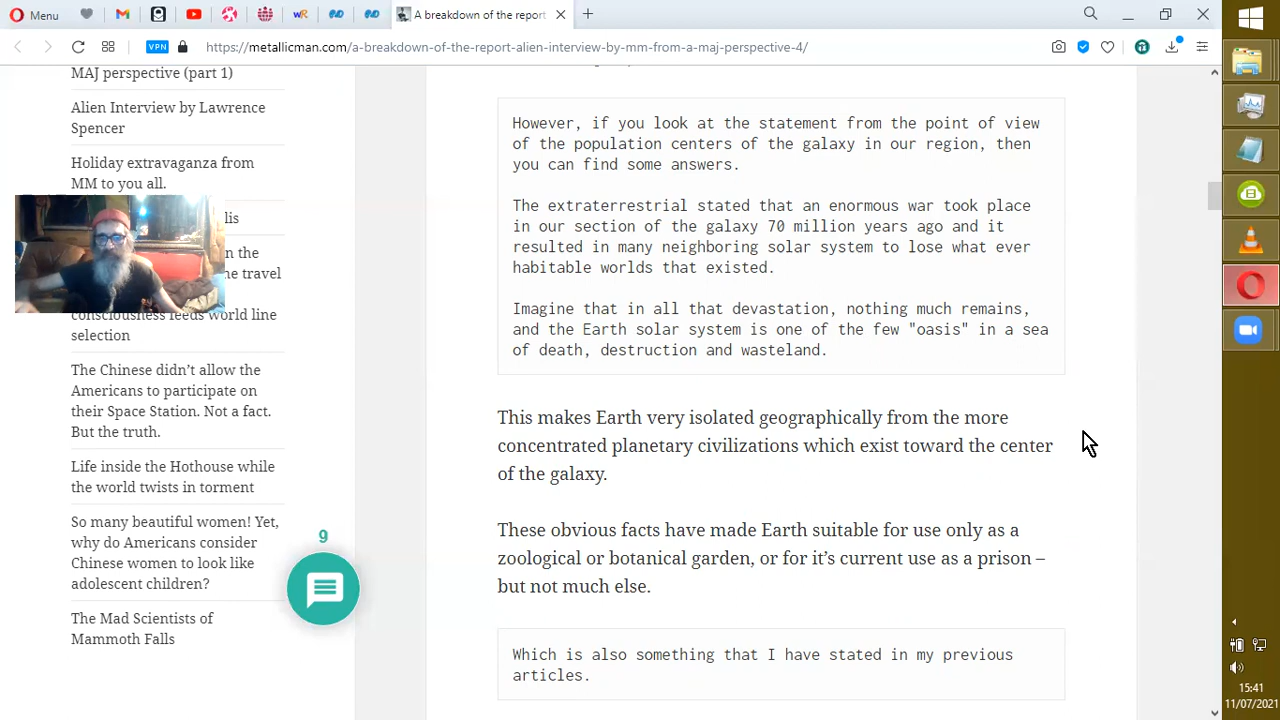 Menu
A breakdown of the report
VPN
https://metallicman.com/a-breakdown-of-the-report-alien-interview-by-mm-from-a-maj-perspective-4/
MAJ perspective (part 1)
Alien Interview by Lawrence
Spencer
Holiday extravaganza from
MM to you all.
lis
n the
ne travel
consciousness feeds world line
selection
The Chinese didn’t allow the
Americans to participate on
their Space Station. Not a fact.
But the truth.
Life inside the Hothouse while
the world twists in torment
So many beautiful women! Yet,
why do Americans consider
Chinese women to look like
adolescent children?
The Mad Scientists of
Mammoth Falls
9
However, if you look at the statement from the point of view
of the population centers of the galaxy in our region, then
you can find some answers.
The extraterrestrial stated that an enormous war took place
in our section of the galaxy 70 million years ago and it
resulted in many neighboring solar system to lose what ever
habitable worlds that existed.
Imagine that in all that devastation, nothing much remains,
and the Earth solar system is one of the few "oasis" in a sea
of death, destruction and wasteland.
This makes Earth very isolated geographically from the more
concentrated planetary civilizations which exist toward the center
of the galaxy.
These obvious facts have made Earth suitable for use only as a
zoological or botanical garden, or for it’s current use as a prison –
but not much else.
Which is also something that I have stated in my previous
articles.
15:41
11/07/2021